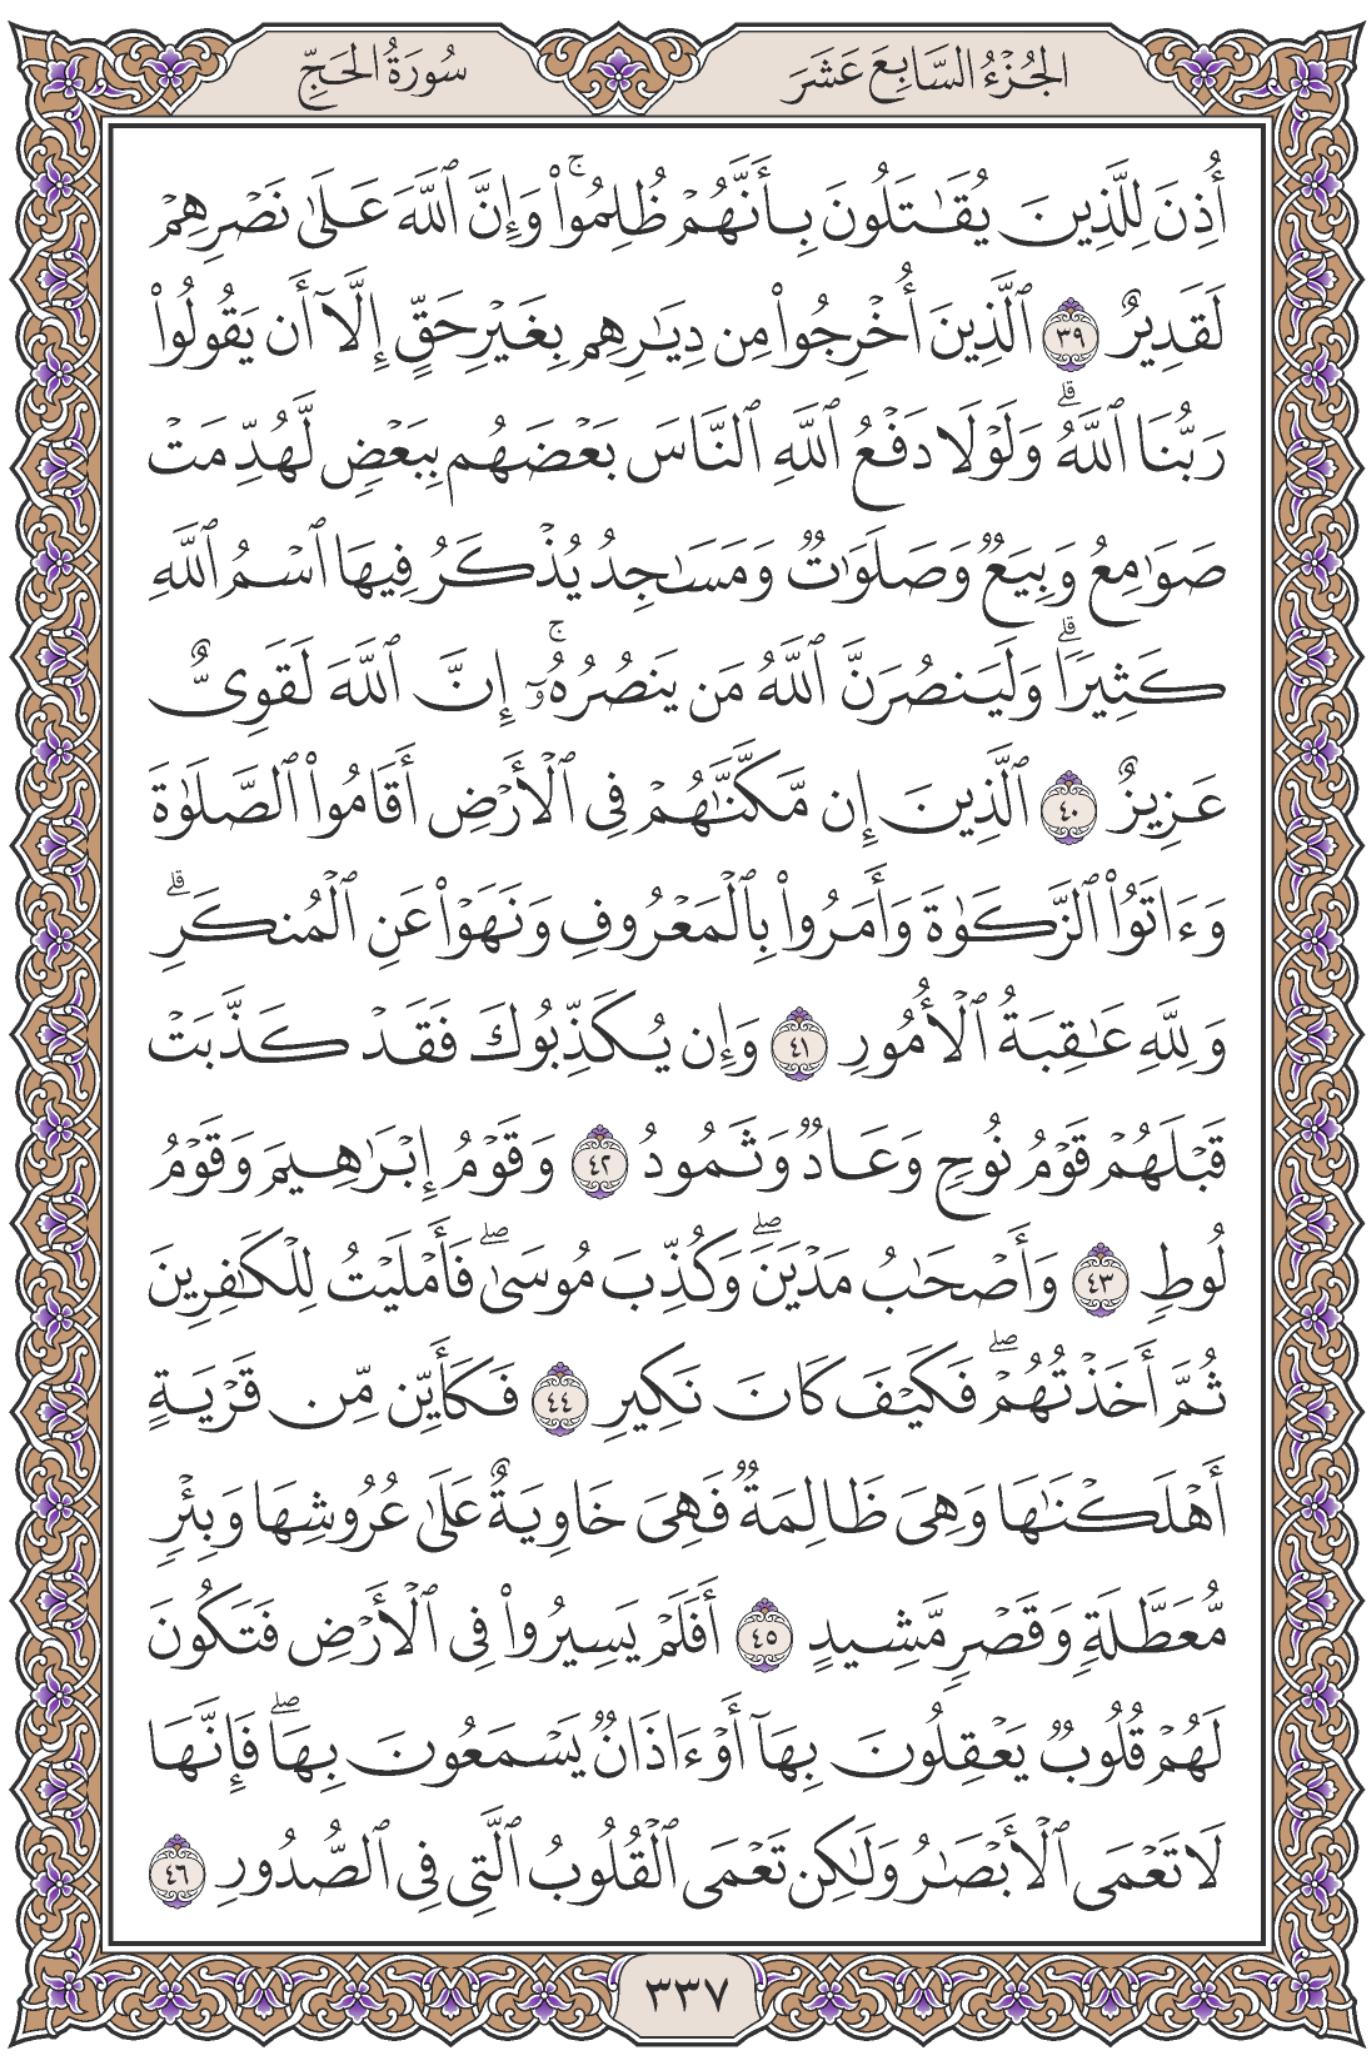 الجُزْءُ السَّابِعَ عَشَرَ
سُورَةُ الحَجِّ
أُذِنَ لِلَّذِينَ يُقَٰتَلُونَ بِأَنَّهُمْ ظُلِمُوا۟ۚ وَإِنَّ ٱللَّهَ عَلَىٰ نَصْرِهِمْ
لَقَدِيرٌ ٣٩ ٱلَّذِينَ أُخْرِجُوا۟ مِن دِيَٰرِهِم بِغَيْرِ حَقٍّ إِلَّآ أَن يَقُولُوا۟
رَبُّنَا ٱللَّهُۗ وَلَوْلَا دَفْعُ ٱللَّهِ ٱلنَّاسَ بَعْضَهُم بِبَعْضٍ لَّهُدِّمَتْ
صَوَٰمِعُ وَبِيَعٌ وَصَلَوَٰتٌ وَمَسَٰجِدُ يُذْكَرُ فِيهَا ٱسْمُ ٱللَّهِ
كَثِيرًاۗ وَلَيَنصُرَنَّ ٱللَّهُ مَن يَنصُرُهُۥٓۚ إِنَّ ٱللَّهَ لَقَوِىٌّ
عَزِيزٌ ٤٠ ٱلَّذِينَ إِن مَّكَّنَّٰهُمْ فِى ٱلْأَرْضِ أَقَامُوا۟ ٱلصَّلَوٰةَ
وَءَاتَوُا۟ ٱلزَّكَوٰةَ وَأَمَرُوا۟ بِٱلْمَعْرُوفِ وَنَهَوْا۟ عَنِ ٱلْمُنكَرِۗ
وَلِلَّهِ عَٰقِبَةُ ٱلْأُمُورِ ٤١ وَإِن يُكَذِّبُوكَ فَقَدْ كَذَّبَتْ
قَبْلَهُمْ قَوْمُ نُوحٍ وَعَادٌ وَثَمُودُ ٤٢ وَقَوْمُ إِبْرَٰهِيمَ وَقَوْمُ
لُوطٍ ٤٣ وَأَصْحَٰبُ مَدْيَنَۖ وَكُذِّبَ مُوسَىٰۖ فَأَمْلَيْتُ لِلْكَٰفِرِينَ
ثُمَّ أَخَذْتُهُمْۖ فَكَيْفَ كَانَ نَكِيرِ ٤٤ فَكَأَيِّن مِّن قَرْيَةٍ
أَهْلَكْنَٰهَا وَهِىَ ظَالِمَةٌ فَهِىَ خَاوِيَةٌ عَلَىٰ عُرُوشِهَا وَبِئْرٍ
مُّعَطَّلَةٍ وَقَصْرٍ مَّشِيدٍ ٤٥ أَفَلَمْ يَسِيرُوا۟ فِى ٱلْأَرْضِ فَتَكُونَ
لَهُمْ قُلُوبٌ يَعْقِلُونَ بِهَآ أَوْ ءَاذَانٌ يَسْمَعُونَ بِهَاۖ فَإِنَّهَا
لَا تَعْمَى ٱلْأَبْصَٰرُ وَلَٰكِن تَعْمَى ٱلْقُلُوبُ ٱلَّتِى فِى ٱلصُّدُورِ ٤٦
٣٣٧